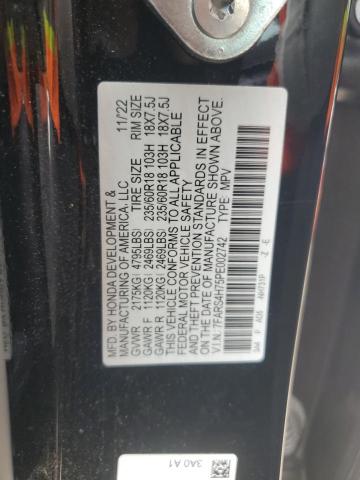 MFD. BY HONDA DEVELOPMENT & 11/22
MANUFACTURING OF AMERICA, LLC.
TIRE SIZE RIM SIZE
GVWR 2175KG( 4795LBS)
GAWR F 1120KG( 2469LBS) 235/60R18 103H 18X7.5J
GAWR R 1120KG( 2469LBS) 235/60R18 103H 18X7.5J
THIS VEHICLE CONFORMS TO ALL APPLICABLE
FEDERAL MOTOR VEHICLE SAFETY
AND THEFT PREVENTION STANDARDS IN EFFECT
ON THE DATE OF MANUFACTURE SHOWN ABOVE.
V.I.N.:7FARS4H75PE002742 TYPE: MPV
3A0 A1